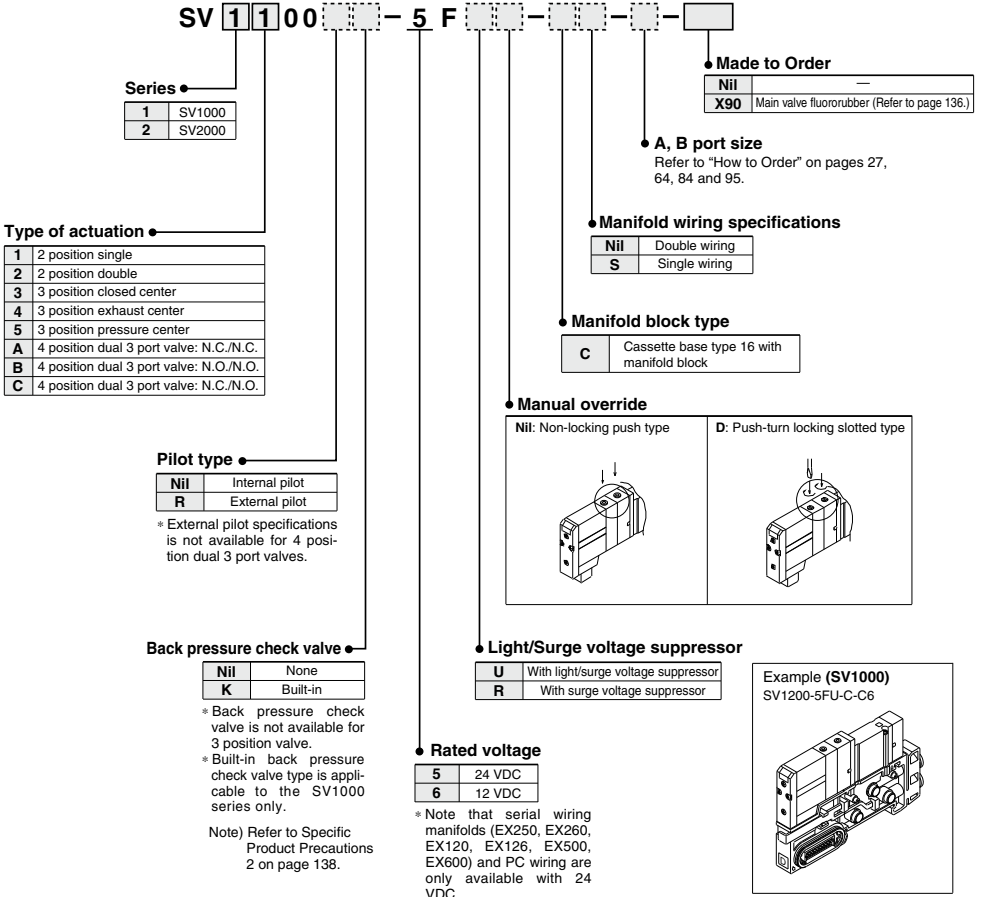 SV 1 1 00 - 5 F - - -
Made to Order
Nil —
X90 Main valve fluororubber (Refer to page 136.)
Series
1 SV1000
2 SV2000
A, B port size
Refer to "How to Order" on pages 27,
64, 84 and 95.
Type of actuation
1 2 position single
2 2 position double
3 3 position closed center
4 3 position exhaust center
5 3 position pressure center
A 4 position dual 3 port valve: N.C./N.C.
B 4 position dual 3 port valve: N.O./N.O.
C 4 position dual 3 port valve: N.C./N.O.
Manifold wiring specifications
Nil Double wiring
S Single wiring
Manifold block type
C Cassette base type 16 with
manifold block
Manual override
Nil: Non-locking push type
D: Push-turn locking slotted type
Pilot type
Nil Internal pilot
R External pilot
* External pilot specifications
is not available for 4 posi-
tion dual 3 port valves.
Back pressure check valve
Nil None
K Built-in
* Back pressure check
valve is not available for
3 position valve.
* Built-in back pressure
check valve type is appli-
cable to the SV1000
series only.
Note) Refer to Specific
Product Precautions
2 on page 138.
Light/Surge voltage suppressor
U With light/surge voltage suppressor
R With surge voltage suppressor
Rated voltage
5 24 VDC
6 12 VDC
* Note that serial wiring
manifolds (EX250, EX260,
EX120, EX126, EX500,
EX600) and PC wiring are
only available with 24
VDC
Example (SV1000)
SV1200-5FU-C-C6